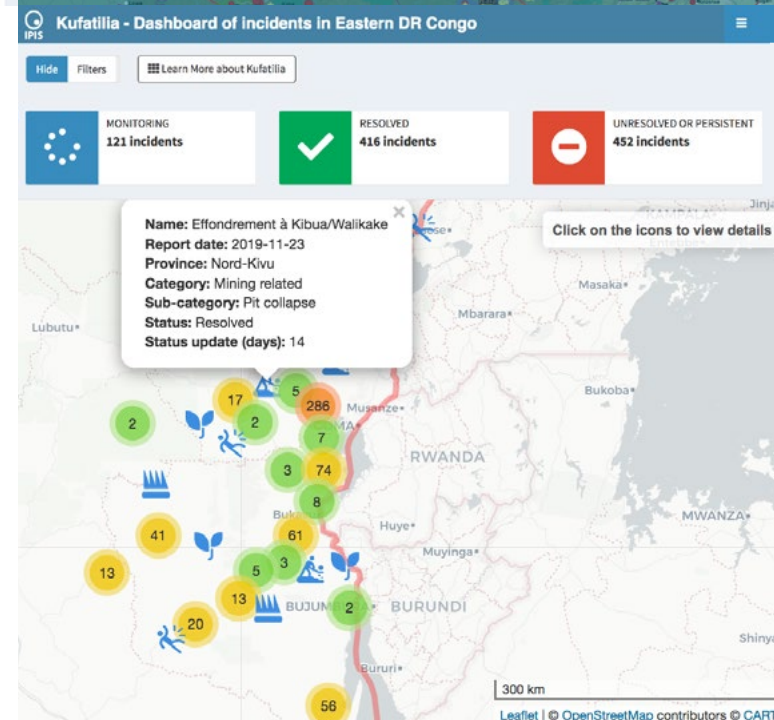 IPIS
Kufatilia - Dashboard of incidents in Eastern DR Congo
Hide Filters Learn More about Kufatilia
MONITORING
121 incidents
RESOLVED
416 incidents
UNRESOLVED OR PERSISTENT
452 incidents
Name: Effondrement à Kibua/Walikake
Report date: 2019-11-23
Province: Nord-Kivu
Category: Mining related
Sub-category: Pit collapse
Status: Resolved
Status update (days): 14
×
Jinj
KAMPALA
Click on the icons to view details
Entebbe
Masaka
Mbarara
Lubutu
Bukoba
5
17
286
Musanze
2
2
7
RWANDA
3
74
8
MWANZA
41
61
Huye
Muyinga
13
5
3
13
BUJUM
2
BURUNDI
20
Shiny
Bururi
56
300 km
Leaflet | © OpenStreetMap contributors © CART